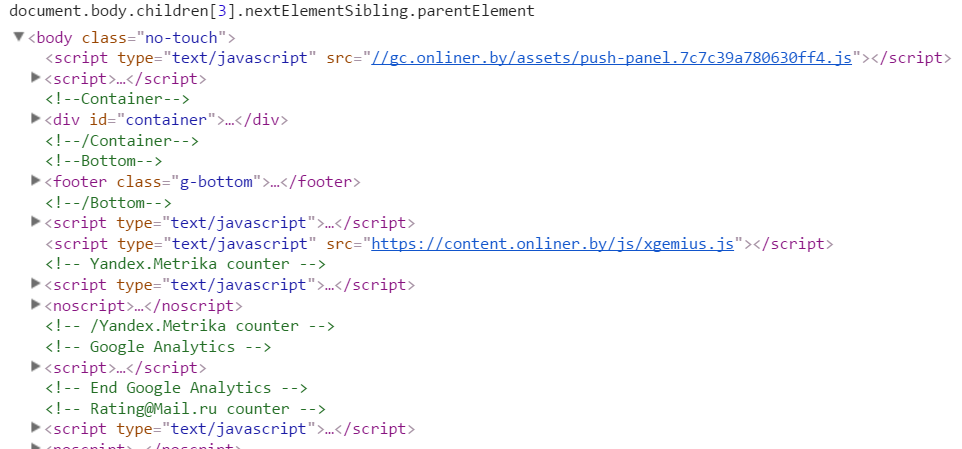 document.body.children[3].nextElementSibling.parentElement
<body class="no-touch">
<script type="text/javascript" src="//gc.onliner.by/assets/push-panel.7c7c39a780630ff4.js"></script>
<script>…</script>
<!--Container-->
<div id="container">…</div>
<!--/Container-->
<!--Bottom-->
<footer class="g-bottom">…</footer>
<!--/Bottom-->
<script type="text/javascript">…</script>
<script type="text/javascript" src="https://content.onliner.by/js/xgemius.js"></script>
<!-- Yandex.Metrika counter -->
<script type="text/javascript">…</script>
<noscript>…</noscript>
<!-- /Yandex.Metrika counter -->
<!-- Google Analytics -->
<script>…</script>
<!-- End Google Analytics -->
<!-- Rating@Mail.ru counter -->
<script type="text/javascript">…</script>
<noscript>…</noscript>